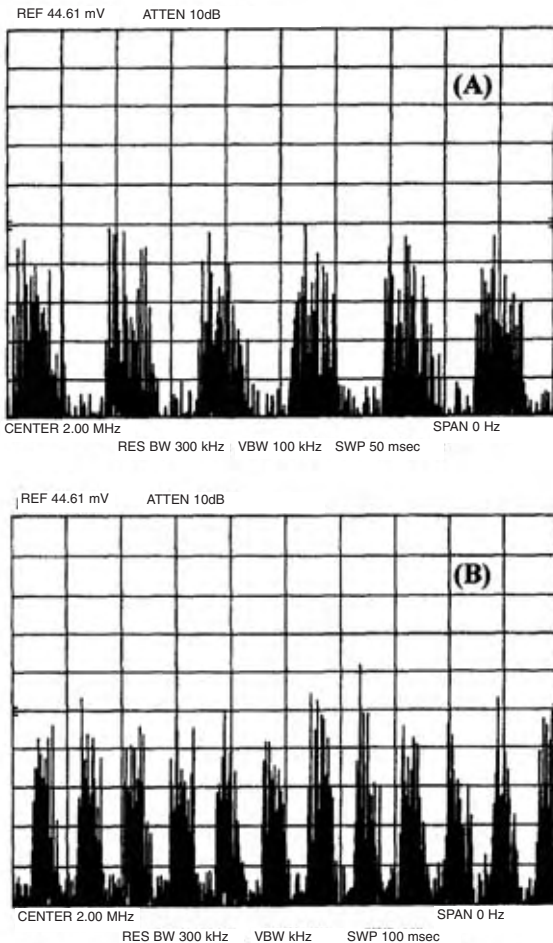 REF 44.61 mV ATTEN 10dB
(A)
CENTER 2.00 MHz SPAN 0 Hz
RES BW 300 kHz VBW 100 kHz SWP 50 msec
REF 44.61 mV ATTEN 10dB
(B)
CENTER 2.00 MHz SPAN 0 Hz
RES BW 300 kHz VBW kHz SWP 100 msec